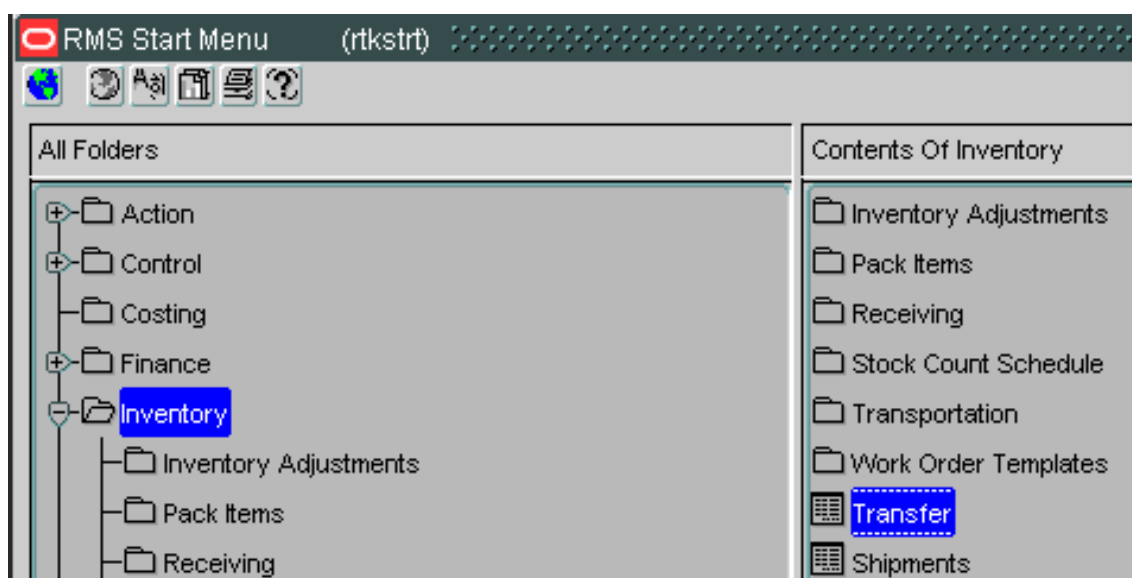 RMS Start Menu (rtkstrt)
All Folders
Action
Control
Costing
Finance
Inventory
Inventory Adjustments
Pack Items
Receiving
Contents Of Inventory
Inventory Adjustments
Pack Items
Receiving
Stock Count Schedule
Transportation
Work Order Templates
Transfer
Shipments